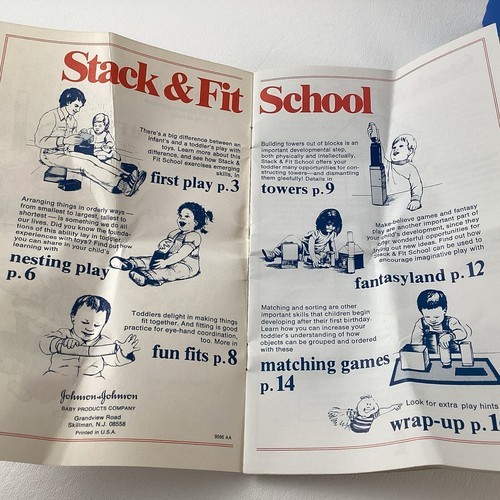 Stack & Fit School
There's a big difference between an
infant's and a toddler's play with
toys. Learn more about this
difference, and see how Stack &
Fit School exercises emerging
skills, in
first play p.3
Arranging things in orderly ways —
from smallest to largest, tallest to
shortest — is something we do all
our lives. Did you know the founda-
tions of this ability lay in toddler
experiences with toys? Find out how
you can share in your child's
learning with
nesting play
p.6
Toddlers delight in making things
fit together. And fitting is good
practice for eye-hand coordination,
too. More in
fun fits p.8
Johnson & Johnson
BABY PRODUCTS COMPANY
Grandview Road
Skillman, N.J. 08558
Printed in U.S.A.
9095 AA
Building towers out of blocks is an
important developmental step,
both physically and intellectually.
Stack & Fit School offers your
toddler many opportunities for con-
structing towers—and dismantling
them gleefully! Details in
towers p.9
Make believe games and fantasy
play are another important part of
your child's development, as they
offer wonderful opportunities for
trying out new ideas. Find out how
Stack & Fit School can be used to
encourage imaginative play with
fantasyland p.12
Matching and sorting are other
important skills that children begin
developing after their first birthday.
Learn how you can increase your
toddler's understanding of how
objects can be grouped and ordered
with these
matching games
p.14
Look for extra play hints
wrap-up